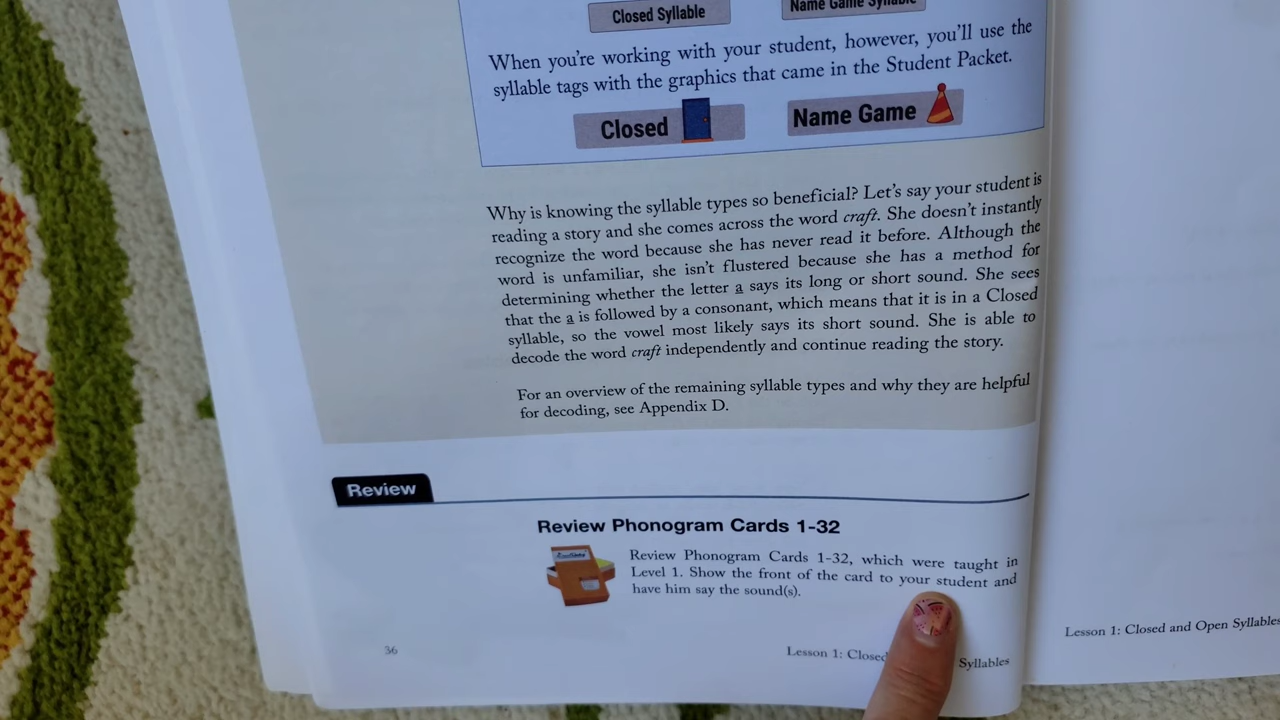 Closed Syllable
Name Game Syllable
When you're working with your student, however, you'll use the
syllable tags with the graphics that came in the Student Packet.
Closed
Name Game
Why is knowing the syllable types so beneficial? Let's say your student is
reading a story and she comes across the word craft. She doesn't instantly
recognize the word because she has never read it before. Although the
word is unfamiliar, she isn't flustered because she has a method for
determining whether the letter a says its long or short sound. She sees
that the a is followed by a consonant, which means that it is in a Closed
syllable, so the vowel most likely says its short sound. She is able to
decode the word craft independently and continue reading the story.
For an overview of the remaining syllable types and why they are helpful
for decoding, see Appendix D.
Review
Review Phonogram Cards 1-32
Review Phonogram Cards 1-32, which were taught in
Level 1. Show the front of the card to your student and
have him say the sound(s).
36
Lesson 1: Closed Syllables
Lesson 1: Closed and Open Syllables